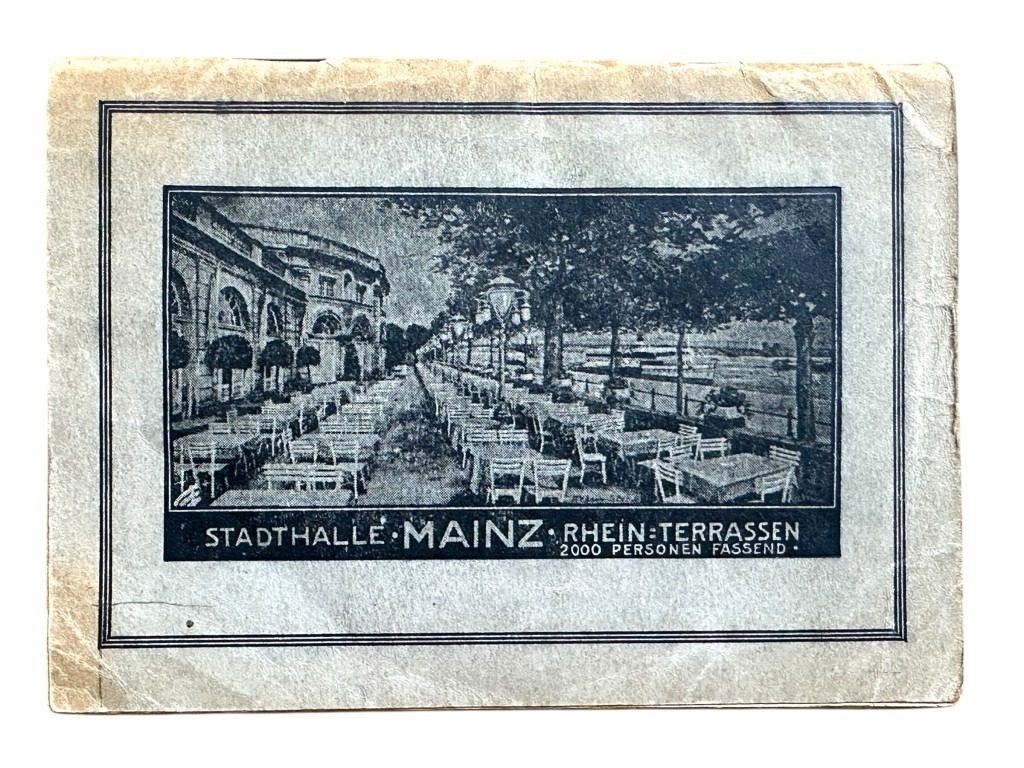 STADTHALLE · MAINZ · RHEIN=TERRASSEN
2000 PERSONEN FASSEND ·